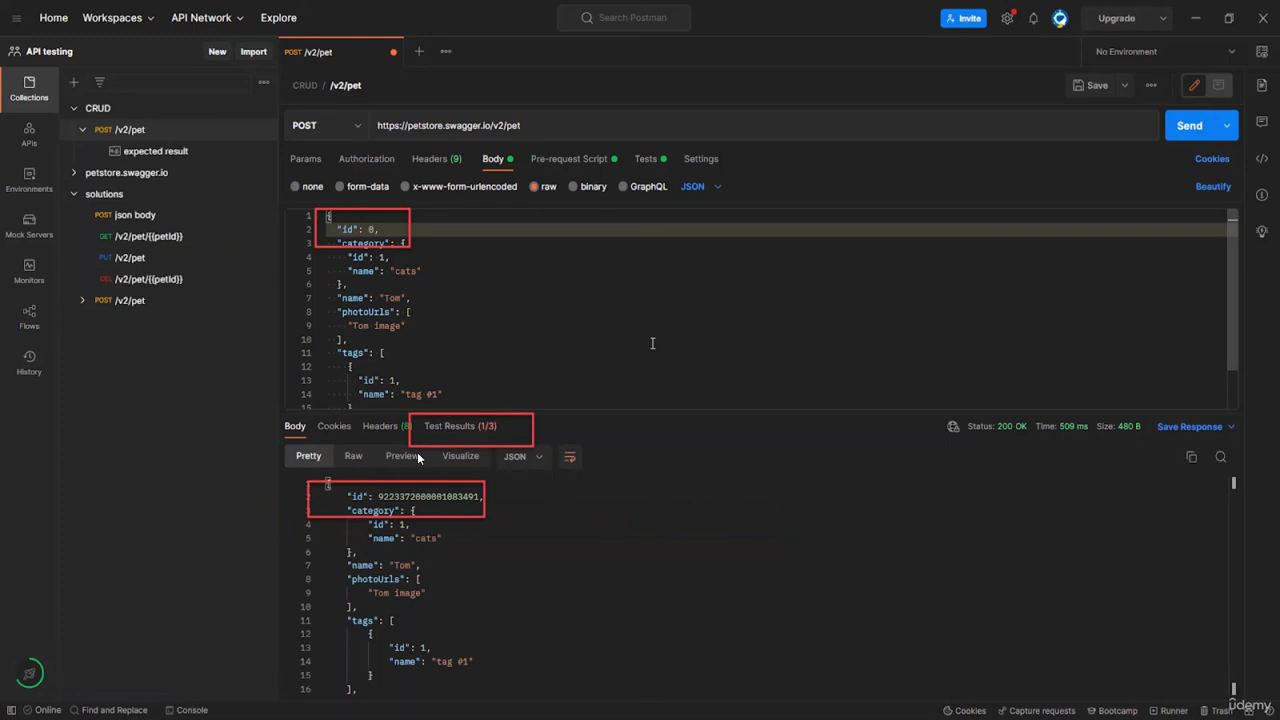 Home Workspaces API Network Explore Search Postman Invite Upgrade
API testing New Import POST /v2/pet No Environment
CRUD / /v2/pet Save
Collections
APIs
Environments
Mock Servers
Monitors
Flows
History
CRUD
POST /v2/pet
expected result
petstore.swagger.io
solutions
POST json body
GET /v2/pet/{{petId}}
PUT /v2/pet
DEL /v2/pet/{{petId}}
POST /v2/pet
POST https://petstore.swagger.io/v2/pet Send
Params Authorization Headers (9) Body Pre-request Script Tests Settings Cookies
none form-data x-www-form-urlencoded raw binary GraphQL JSON Beautify
1 {
2 "id": 0,
3 "category": {
4 "id": 1,
5 "name": "cats"
6 },
7 "name": "Tom",
8 "photoUrls": [
9 "Tom image"
10 ],
11 "tags": [
12 {
13 "id": 1,
14 "name": "tag #1"
15 }
Body Cookies Headers (8) Test Results (1/3) Status: 200 OK Time: 509 ms Size: 480 B Save Response
Pretty Raw Preview Visualize JSON
1 {
2 "id": 9223372000001083491,
3 "category": {
4 "id": 1,
5 "name": "cats"
6 },
7 "name": "Tom",
8 "photoUrls": [
9 "Tom image"
10 ],
11 "tags": [
12 {
13 "id": 1,
14 "name": "tag #1"
15 }
16 ],
Online Find and Replace Console Cookies Capture requests Bootcamp Runner Trash
udemy